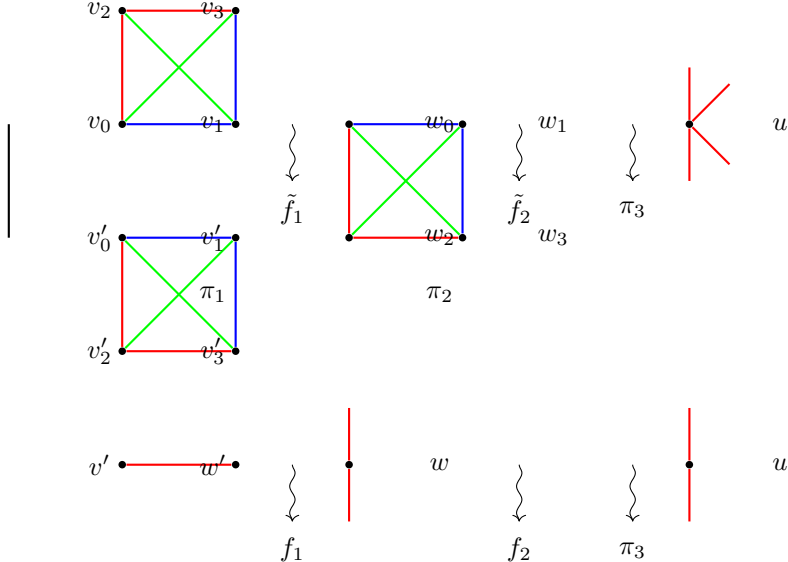 v₂ v₃
v₀ v₁ w₀ w₁ u
f̃₁ f̃₂ π₃
v′₀ v′₁ w₂ w₃
π₁ π₂
v′₂ v′₃
v′ w′ w u
f₁ f₂ π₃